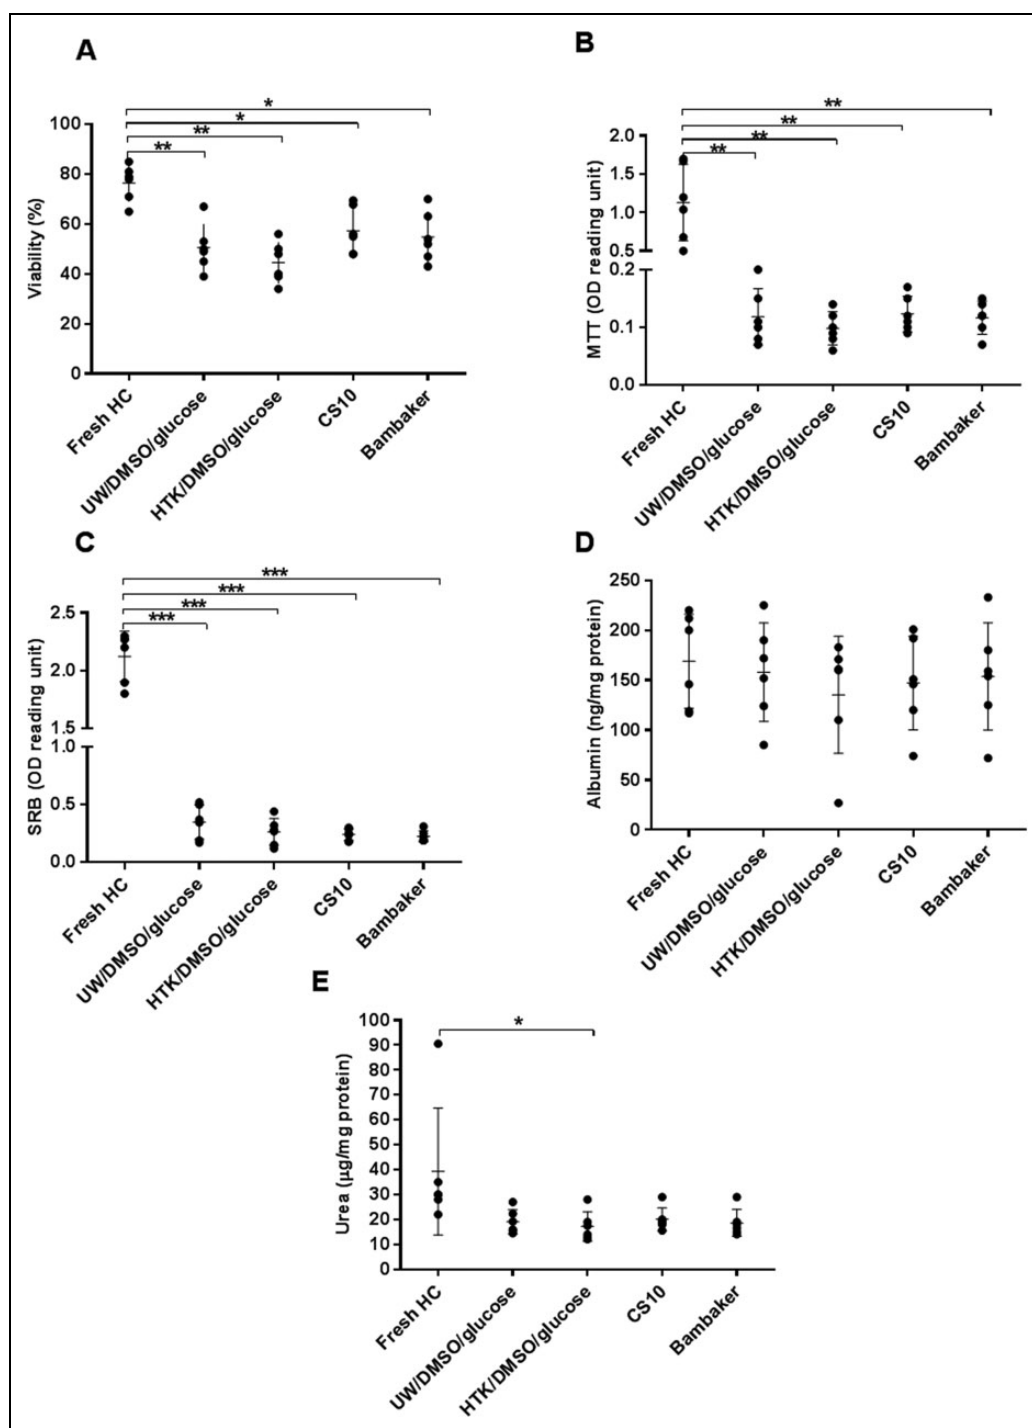 A
Viability (%)
100
80
60
40
20
0
*
*
**
**
Fresh HC
UW/DMSO/glucose
HTK/DMSO/glucose
CS10
Bambaker
B
MTT (OD reading unit)
2.0
1.5
1.0
0.5
0.2
0.1
0.0
**
**
**
**
Fresh HC
UW/DMSO/glucose
HTK/DMSO/glucose
CS10
Bambaker
C
SRB (OD reading unit)
2.5
2.0
1.5
1.0
0.5
0.0
***
***
***
***
Fresh HC
UW/DMSO/glucose
HTK/DMSO/glucose
CS10
Bambaker
D
Albumin (ng/mg protein)
250
200
150
100
50
0
Fresh HC
UW/DMSO/glucose
HTK/DMSO/glucose
CS10
Bambaker
E
Urea (μg/mg protein)
100
90
80
70
60
50
40
30
20
10
0
*
Fresh HC
UW/DMSO/glucose
HTK/DMSO/glucose
CS10
Bambaker